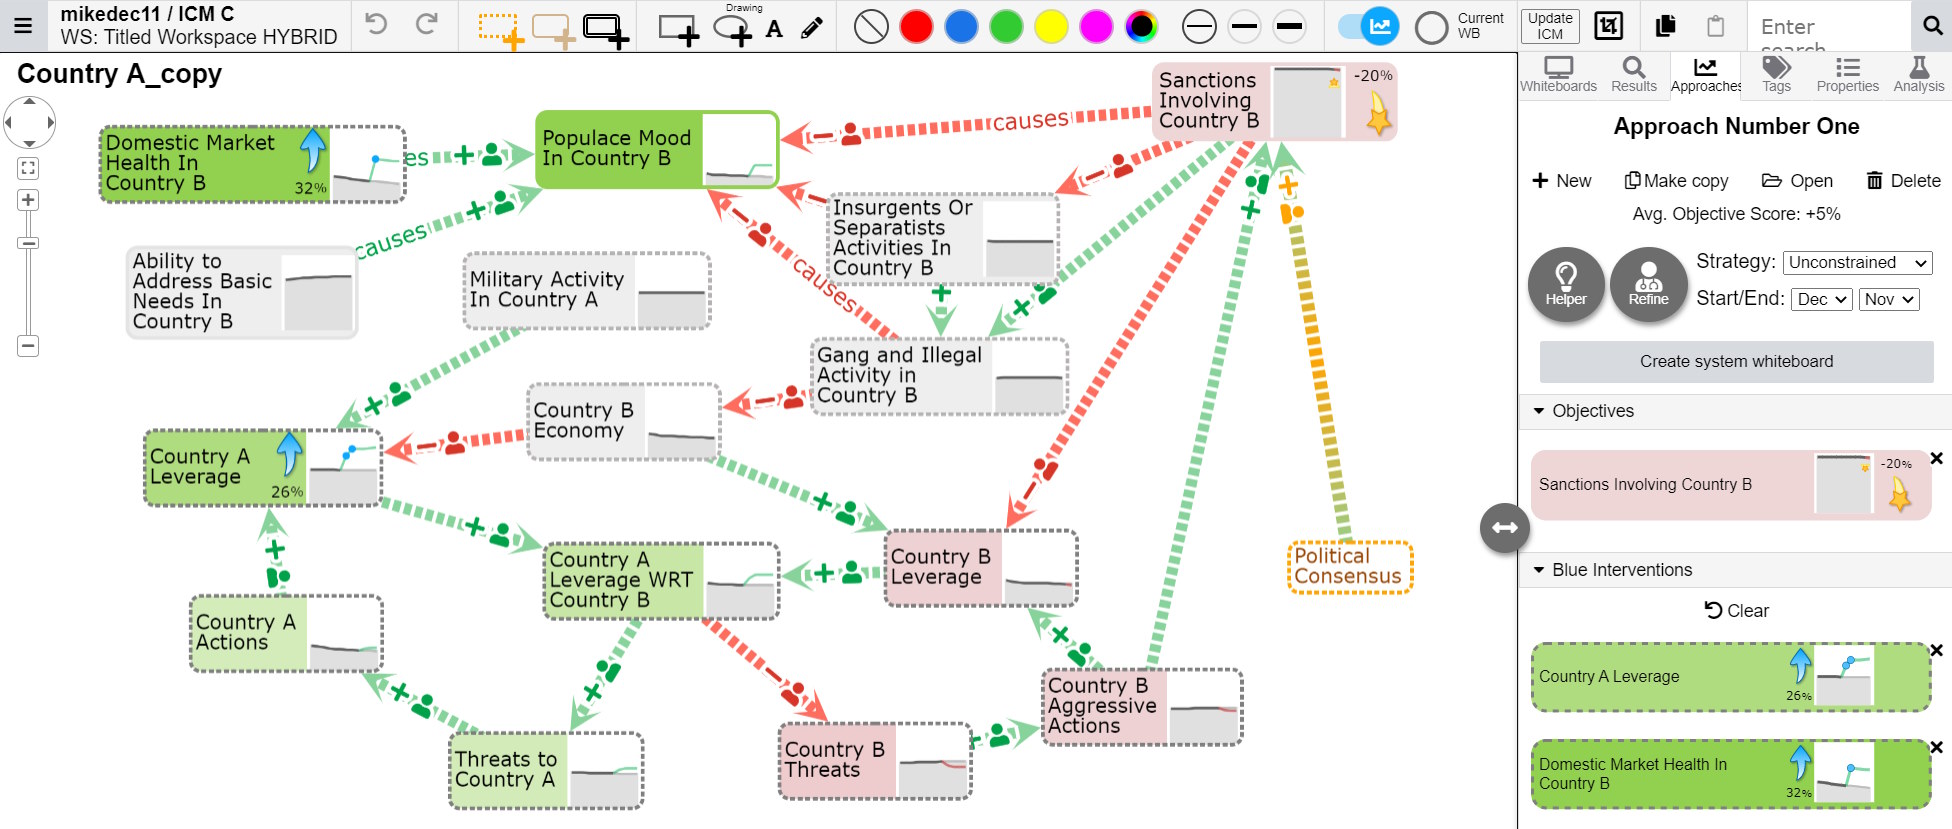 mikedec11 / ICM C
WS: Titled Workspace HYBRID
Drawing
A
Current
WB
Update
ICM
Enter
search
Whiteboards
Results
Approaches
Tags
Properties
Analysis
Country A_copy
Approach Number One
New
Make copy
Open
Delete
Avg. Objective Score: +5%
Helper
Refine
Strategy: Unconstrained
Start/End: Dec Nov
Create system whiteboard
Objectives
Sanctions Involving Country B
-20%
Blue Interventions
Clear
Country A Leverage
26%
Domestic Market Health In
Country B
32%
Sanctions
Involving
Country B
-20%
Domestic Market
Health In
Country B
32%
es
Populace Mood
In Country B
causes
Ability to
Address Basic
Needs In
Country B
causes
Military Activity
In Country A
Insurgents Or
Separatists
Activities In
Country B
causes
Gang and Illegal
Activity in
Country B
Country B
Economy
Country A
Leverage
26%
Country A
Leverage WRT
Country B
Country B
Leverage
Political
Consensus
Country A
Actions
Country B
Aggressive
Actions
Threats to
Country A
Country B
Threats